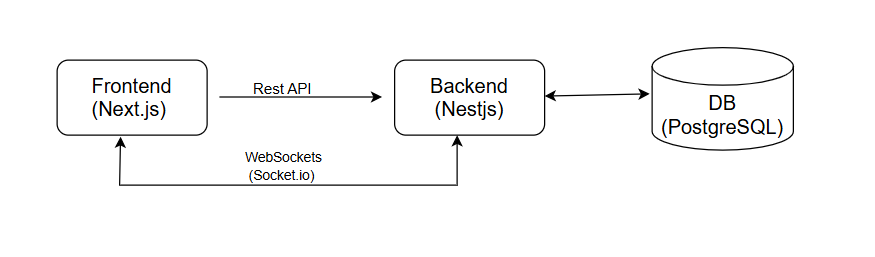 Frontend
(Next.js)
Rest API
Backend
(Nestjs)
DB
(PostgreSQL)
WebSockets
(Socket.io)